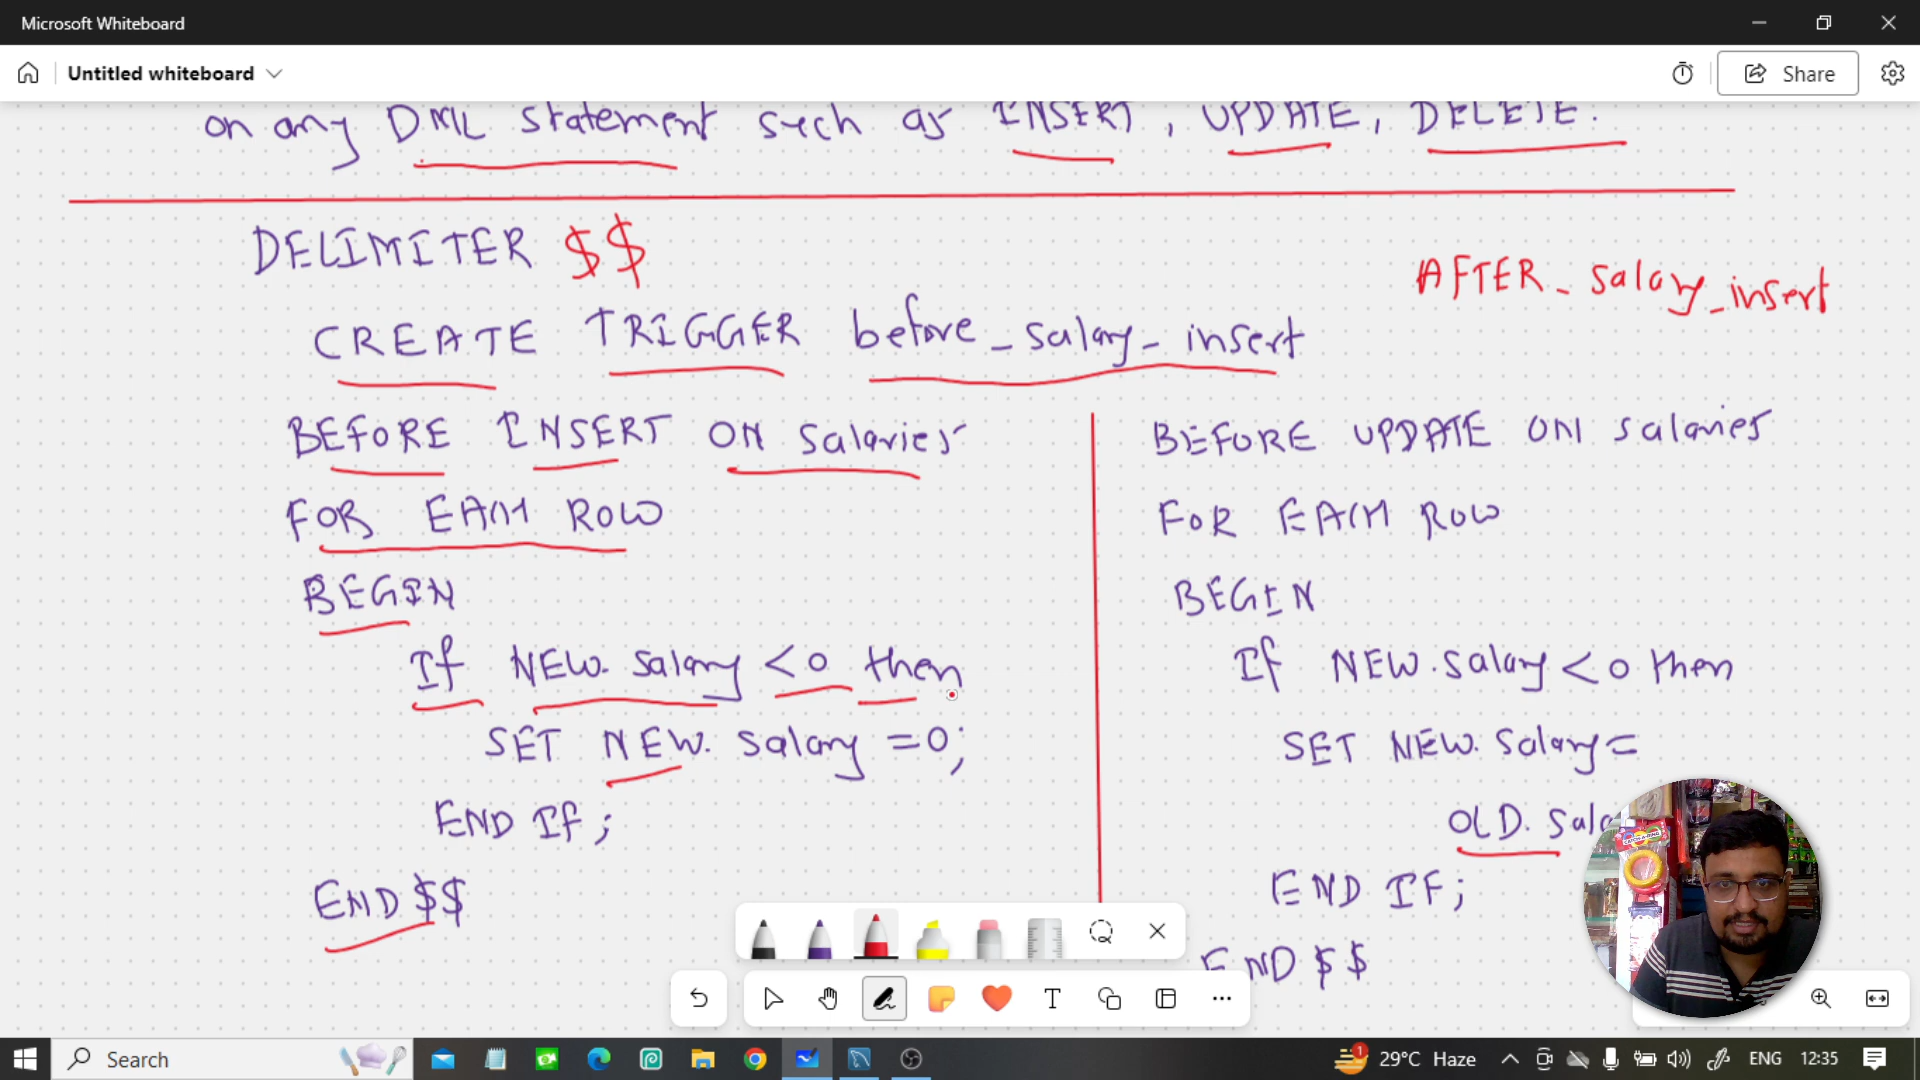 Microsoft Whiteboard
Untitled whiteboard
Share
on any DML statement such as INSERT, UPDATE, DELETE.
DELIMITER $$
AFTER_salary_insert
CREATE TRIGGER before_salary_insert
BEFORE INSERT ON salaries
FOR EACH ROW
BEGIN
If NEW.salary <0 then
SET NEW.salary =0;
END If;
END $$
BEFORE UPDATE ON salaries
FOR EACH ROW
BEGIN
If NEW.salary <0 then
SET NEW.salary=
OLD.
END IF;
END $$
Search
29°C Haze
ENG
12:35